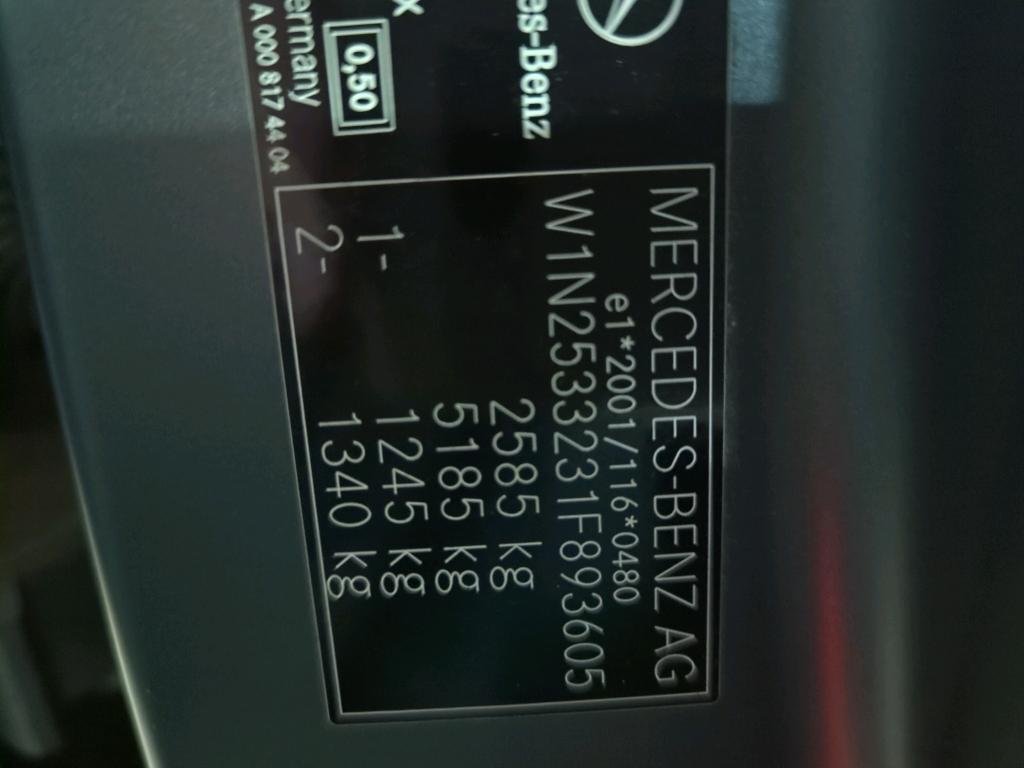 es-Benz
x
0,50
ermany
A 000 817 44 04
MERCEDES-BENZ AG
e1*2001/116*0480
W1N2533231F893605
2585 kg
5185 kg
1- 1245 kg
2- 1340 kg